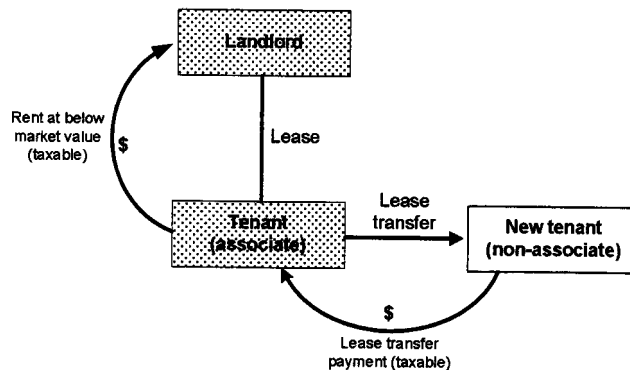 Landlord
Rent at below
market value
(taxable)
$
Lease
Tenant
(associate)
Lease
transfer
New tenant
(non-associate)
$
Lease transfer
payment (taxable)